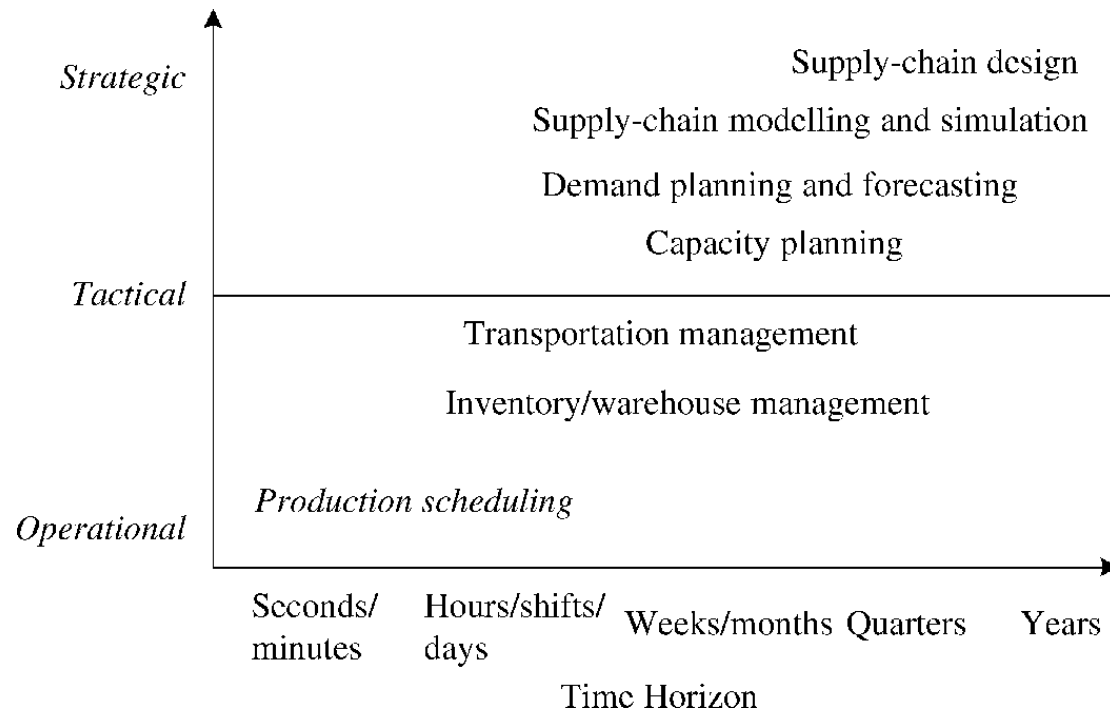 Strategic
Supply-chain design
Supply-chain modelling and simulation
Demand planning and forecasting
Capacity planning
Tactical
Transportation management
Inventory/warehouse management
Production scheduling
Operational
Seconds/
minutes
Hours/shifts/
days
Weeks/months
Quarters
Years
Time Horizon